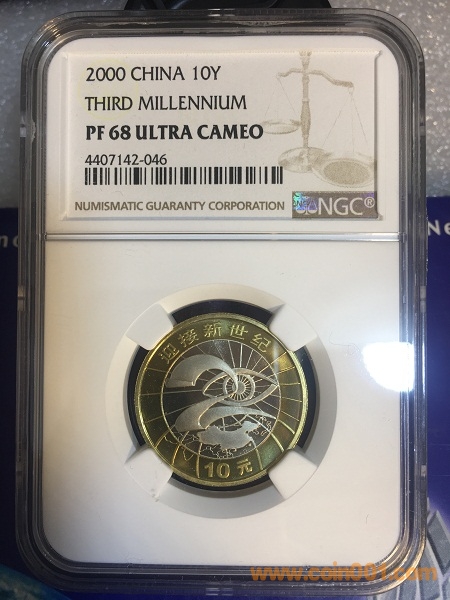 2000 CHINA 10Y
THIRD MILLENNIUM
PF 68 ULTRA CAMEO
4407142-046
NUMISMATIC GUARANTY CORPORATION NGC®
迎接新世纪
10元
www.coin001.com